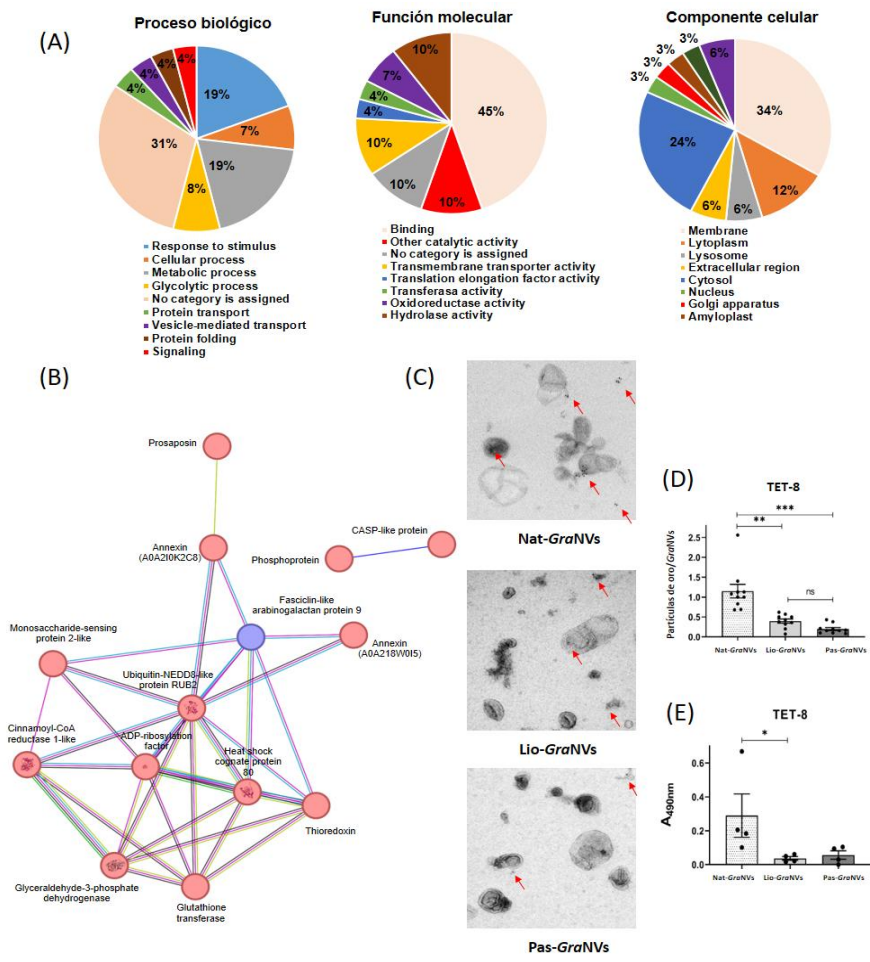 (A)
Proceso biológico
4%
4%
4%
4%
19%
7%
31%
19%
8%
Response to stimulus
Cellular process
Metabolic process
Glycolytic process
No category is assigned
Protein transport
Vesicle-mediated transport
Protein folding
Signaling
Función molecular
10%
7%
4%
4%
45%
10%
10%
10%
Binding
Other catalytic activity
No category is assigned
Transmembrane transporter activity
Translation elongation factor activity
Transferasa activity
Oxidoreductase activity
Hydrolase activity
Componente celular
3%
3%
3%
3%
6%
34%
24%
12%
6%
6%
Membrane
Lytoplasm
Lysosome
Extracellular region
Cytosol
Nucleus
Golgi apparatus
Amyloplast
(B)
Prosaposin
CASP-like protein
Annexin
(A0A2I0K2C8)
Phosphoprotein
Fasciclin-like
arabinogalactan protein 9
Monosaccharide-sensing
protein 2-like
Annexin
(A0A218W0I5)
Ubiquitin-NEDD8-like
protein RUB2
Cinnamoyl-CoA
reducfase 1-like
ADP-ribosylation
factor
Heat shock
cognate protein
80
Thioredoxin
Glyceraldehyde-3-phosphate
dehydrogenase
Glutathione
transferase
(C)
Nat-GraNVs
Lio-GraNVs
Pas-GraNVs
(D)
TET-8
***
**
ns
Partículas de oro/GraNVs
3.0
2.5
2.0
1.5
1.0
0.5
0.0
Nat-GraNVs Lio-GraNVs Pas-GraNVs
(E)
TET-8
*
A490nm
0.8
0.6
0.4
0.2
0.0
Nat-GraNVs Lio-GraNVs Pas-GraNVs